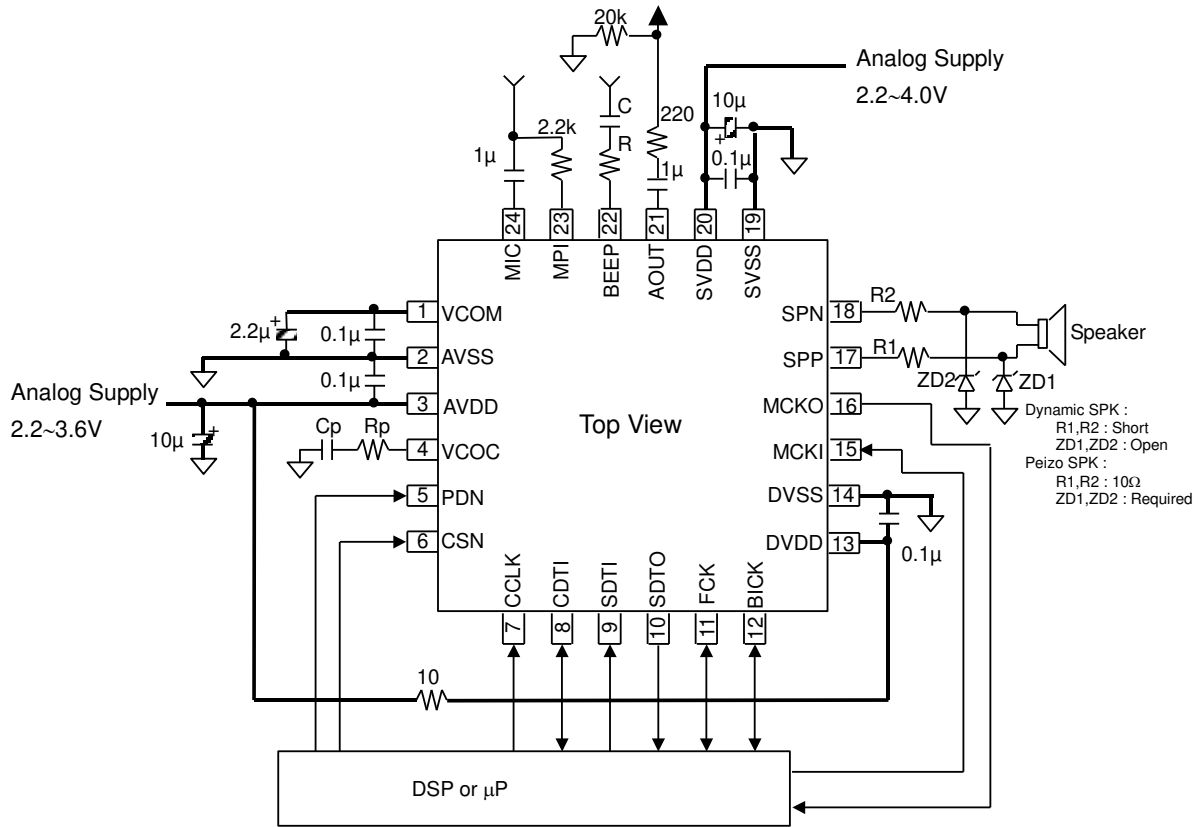 20k
Analog Supply
2.2~4.0V
10µ
+
0.1µ
220
1µ
C
R
2.2k
1µ
24
23
22
21
20
19
MIC
MPI
BEEP
AOUT
SVDD
SVSS
2.2µ
+
0.1µ
0.1µ
Analog Supply
2.2~3.6V
10µ
+
Cp
Rp
1 VCOM
2 AVSS
3 AVDD
4 VCOC
5 PDN
6 CSN
Top View
SPN 18
SPP 17
MCKO 16
MCKI 15
DVSS 14
DVDD 13
R2
R1
Speaker
ZD2
ZD1
Dynamic SPK :
R1,R2 : Short
ZD1,ZD2 : Open
Peizo SPK :
R1,R2 : 10Ω
ZD1,ZD2 : Required
0.1µ
CCLK
CDTI
SDTI
SDTO
FCK
BICK
7
8
9
10
11
12
10
DSP or µP